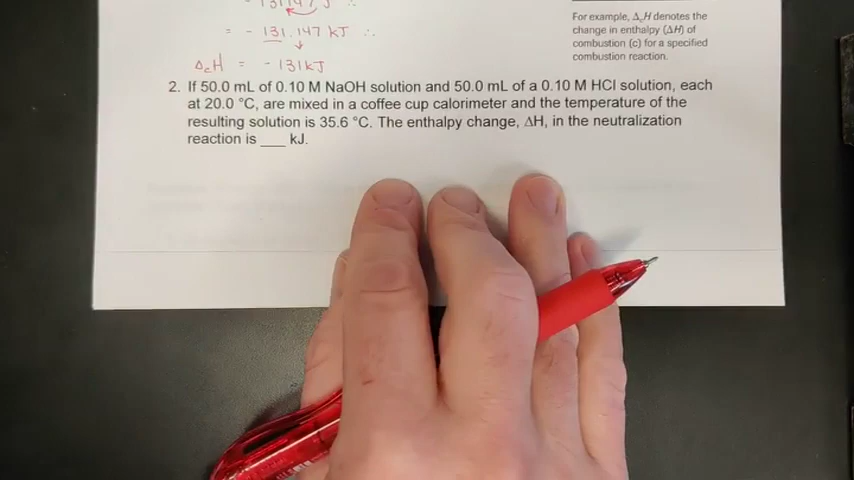 = - 131.147 kJ ∴
ΔcH = - 131kJ
For example, ΔcH denotes the
change in enthalpy (ΔH) of
combustion (c) for a specified
combustion reaction.
2. If 50.0 mL of 0.10 M NaOH solution and 50.0 mL of a 0.10 M HCl solution, each
at 20.0 °C, are mixed in a coffee cup calorimeter and the temperature of the
resulting solution is 35.6 °C. The enthalpy change, ΔH, in the neutralization
reaction is ___ kJ.